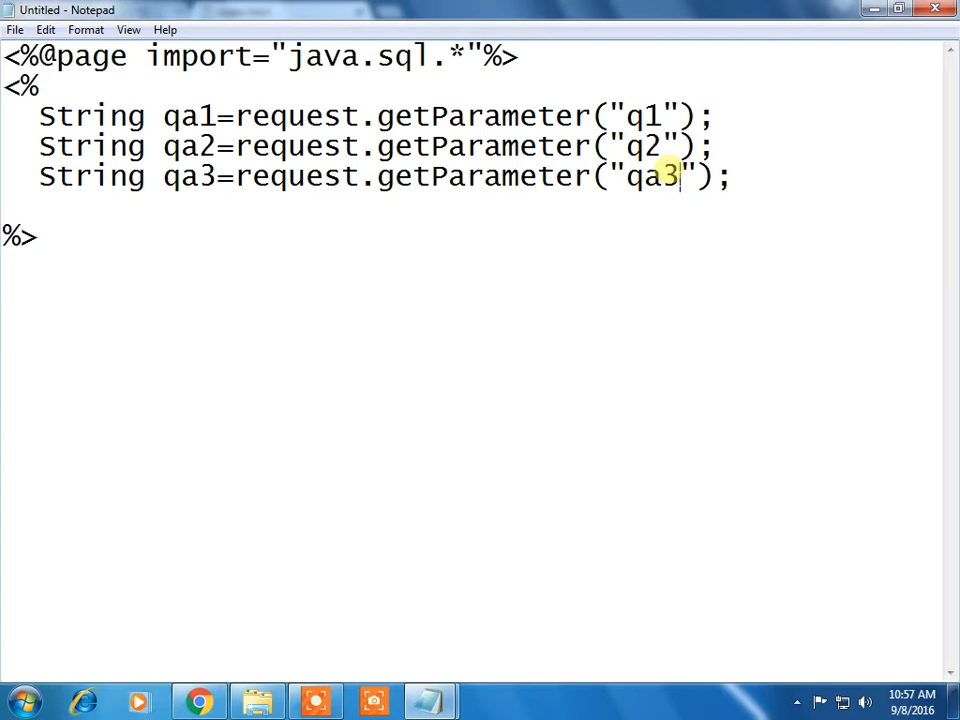 Untitled - Notepad
File Edit Format View Help
<%@page import="java.sql.*"%>
<%
String qa1=request.getParameter("q1");
String qa2=request.getParameter("q2");
String qa3=request.getParameter("qa3");
%>
10:57 AM
9/8/2016